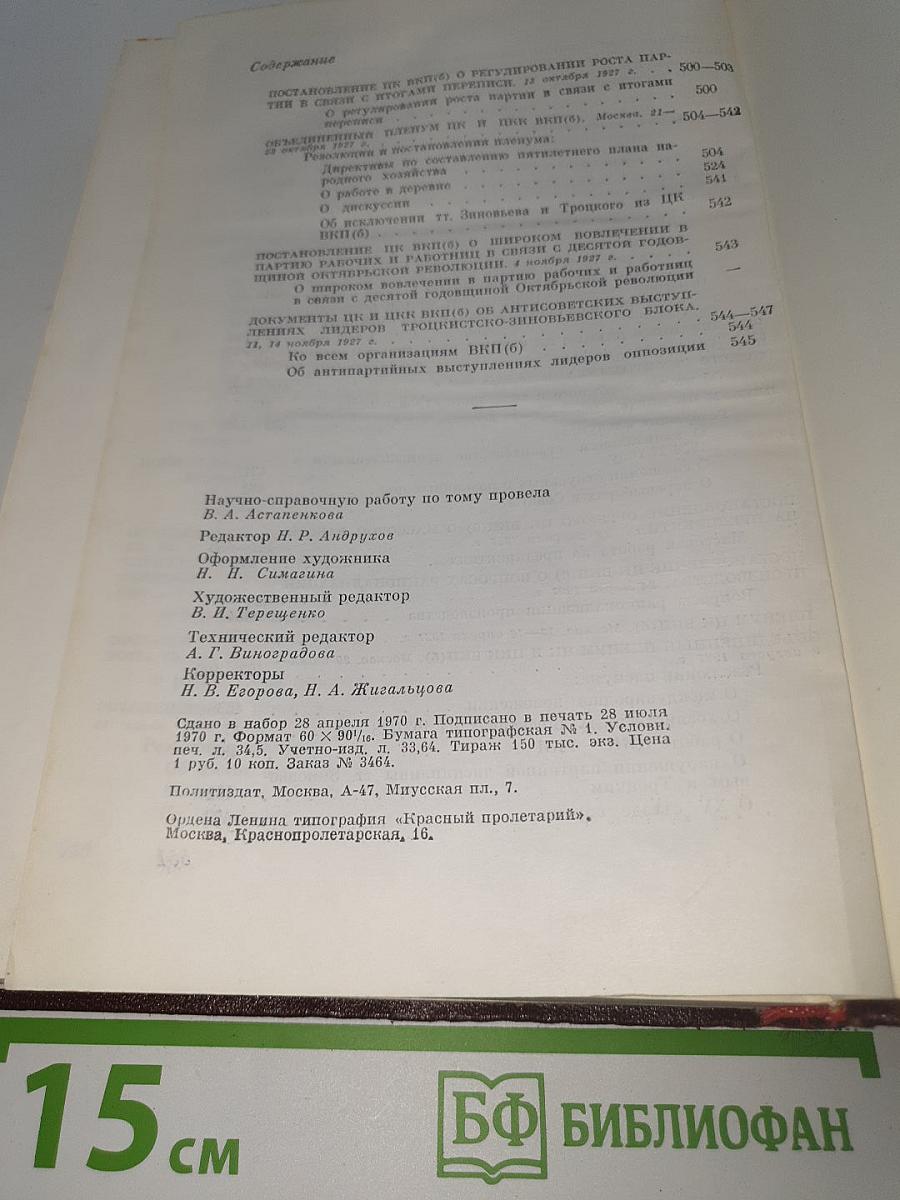 Содержание
ПОСТАНОВЛЕНИЕ ЦК ВКП(б) О РЕГУЛИРОВАНИИ РОСТА ПАР-
ТИИ В СВЯЗИ С ИТОГАМИ ПЕРЕПИСИ. 13 октября 1927 г. . . 500—503
О регулировании роста партии в связи с итогами
переписи . . . . . . . . . . . . . . . . 500
ОБЪЕДИНЕННЫЙ ПЛЕНУМ ЦК И ЦКК ВКП(б). Москва. 21—
23 октября 1927 г. . . . . . . . . . . . . . . . 504—542
Резолюции и постановления пленума:
Директивы по составлению пятилетнего плана на-
родного хозяйства . . . . . . . . . . . . 504
О работе в деревне . . . . . . . . . . . . 524
О дискуссии . . . . . . . . . . . . . . 541
Об исключении тт. Зиновьева и Троцкого из ЦК
ВКП(б) . . . . . . . . . . . . . . . . 542
ПОСТАНОВЛЕНИЕ ЦК ВКП(б) О ШИРОКОМ ВОВЛЕЧЕНИИ В
ПАРТИЮ РАБОЧИХ И РАБОТНИЦ В СВЯЗИ С ДЕСЯТОЙ ГОДОВ-
ЩИНОЙ ОКТЯБРЬСКОЙ РЕВОЛЮЦИИ. 4 ноября 1927 г. . . . . . 543
О широком вовлечении в партию рабочих и работниц
в связи с десятой годовщиной Октябрьской революции —
ДОКУМЕНТЫ ЦК И ЦКК ВКП(б) ОБ АНТИСОВЕТСКИХ ВЫСТУП-
ЛЕНИЯХ ЛИДЕРОВ ТРОЦКИСТСКО-ЗИНОВЬЕВСКОГО БЛОКА.
11, 14 ноября 1927 г. . . . . . . . . . . . . . . . 544—547
Ко всем организациям ВКП(б) . . . . . . . . . 544
Об антипартийных выступлениях лидеров оппозиции 545
Научно-справочную работу по тому провела
В. А. Астапенкова
Редактор Н. Р. Андрухов
Оформление художника
Н. Н. Симагина
Художественный редактор
В. И. Терещенко
Технический редактор
А. Г. Виноградова
Корректоры
Н. В. Егорова, Н. А. Жигальцова
Сдано в набор 28 апреля 1970 г. Подписано в печать 28 июля
1970 г. Формат 60 × 90 1/16. Бумага типографская № 1. Условн.
печ. л. 34,5. Учетно-изд. л. 33,64. Тираж 150 тыс. экз. Цена
1 руб. 10 коп. Заказ № 3464.
Политиздат, Москва, А-47, Миусская пл., 7.
Ордена Ленина типография «Красный пролетарий».
Москва, Краснопролетарская, 16.
15 см
БФ БИБЛИОФАН